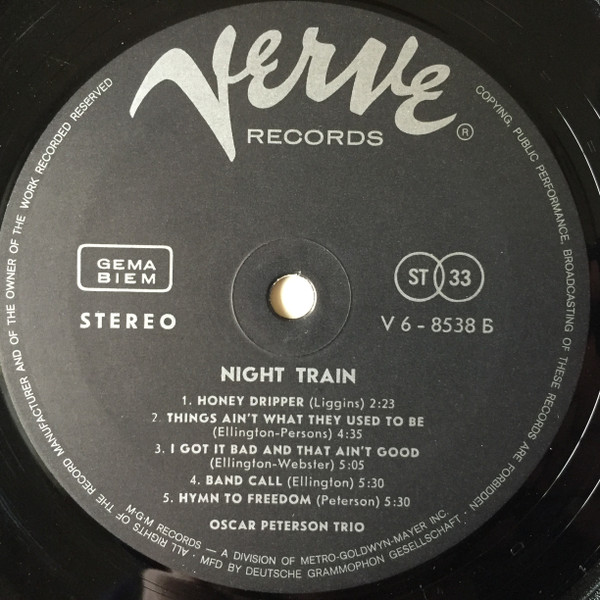 Verve
RECORDS
®
GEMA
BIEM
STEREO
ST 33
V 6 - 8538 B
NIGHT TRAIN
1. HONEY DRIPPER (Liggins) 2:23
2. THINGS AIN'T WHAT THEY USED TO BE
(Ellington-Persons) 4:35
3. I GOT IT BAD AND THAT AIN'T GOOD
(Ellington-Webster) 5:05
4. BAND CALL (Ellington) 5:30
5. HYMN TO FREEDOM (Peterson) 5:30
OSCAR PETERSON TRIO
M·G·M RECORDS — A DIVISION OF METRO-GOLDWYN-MAYER INC.
ALL RIGHTS OF THE RECORD MANUFACTURER AND OF THE OWNER OF THE WORK RECORDED RESERVED
COPYING, PUBLIC PERFORMANCE, BROADCASTING OF THESE RECORDS ARE FORBIDDEN
· MFD BY DEUTSCHE GRAMMOPHON GESELLSCHAFT ·